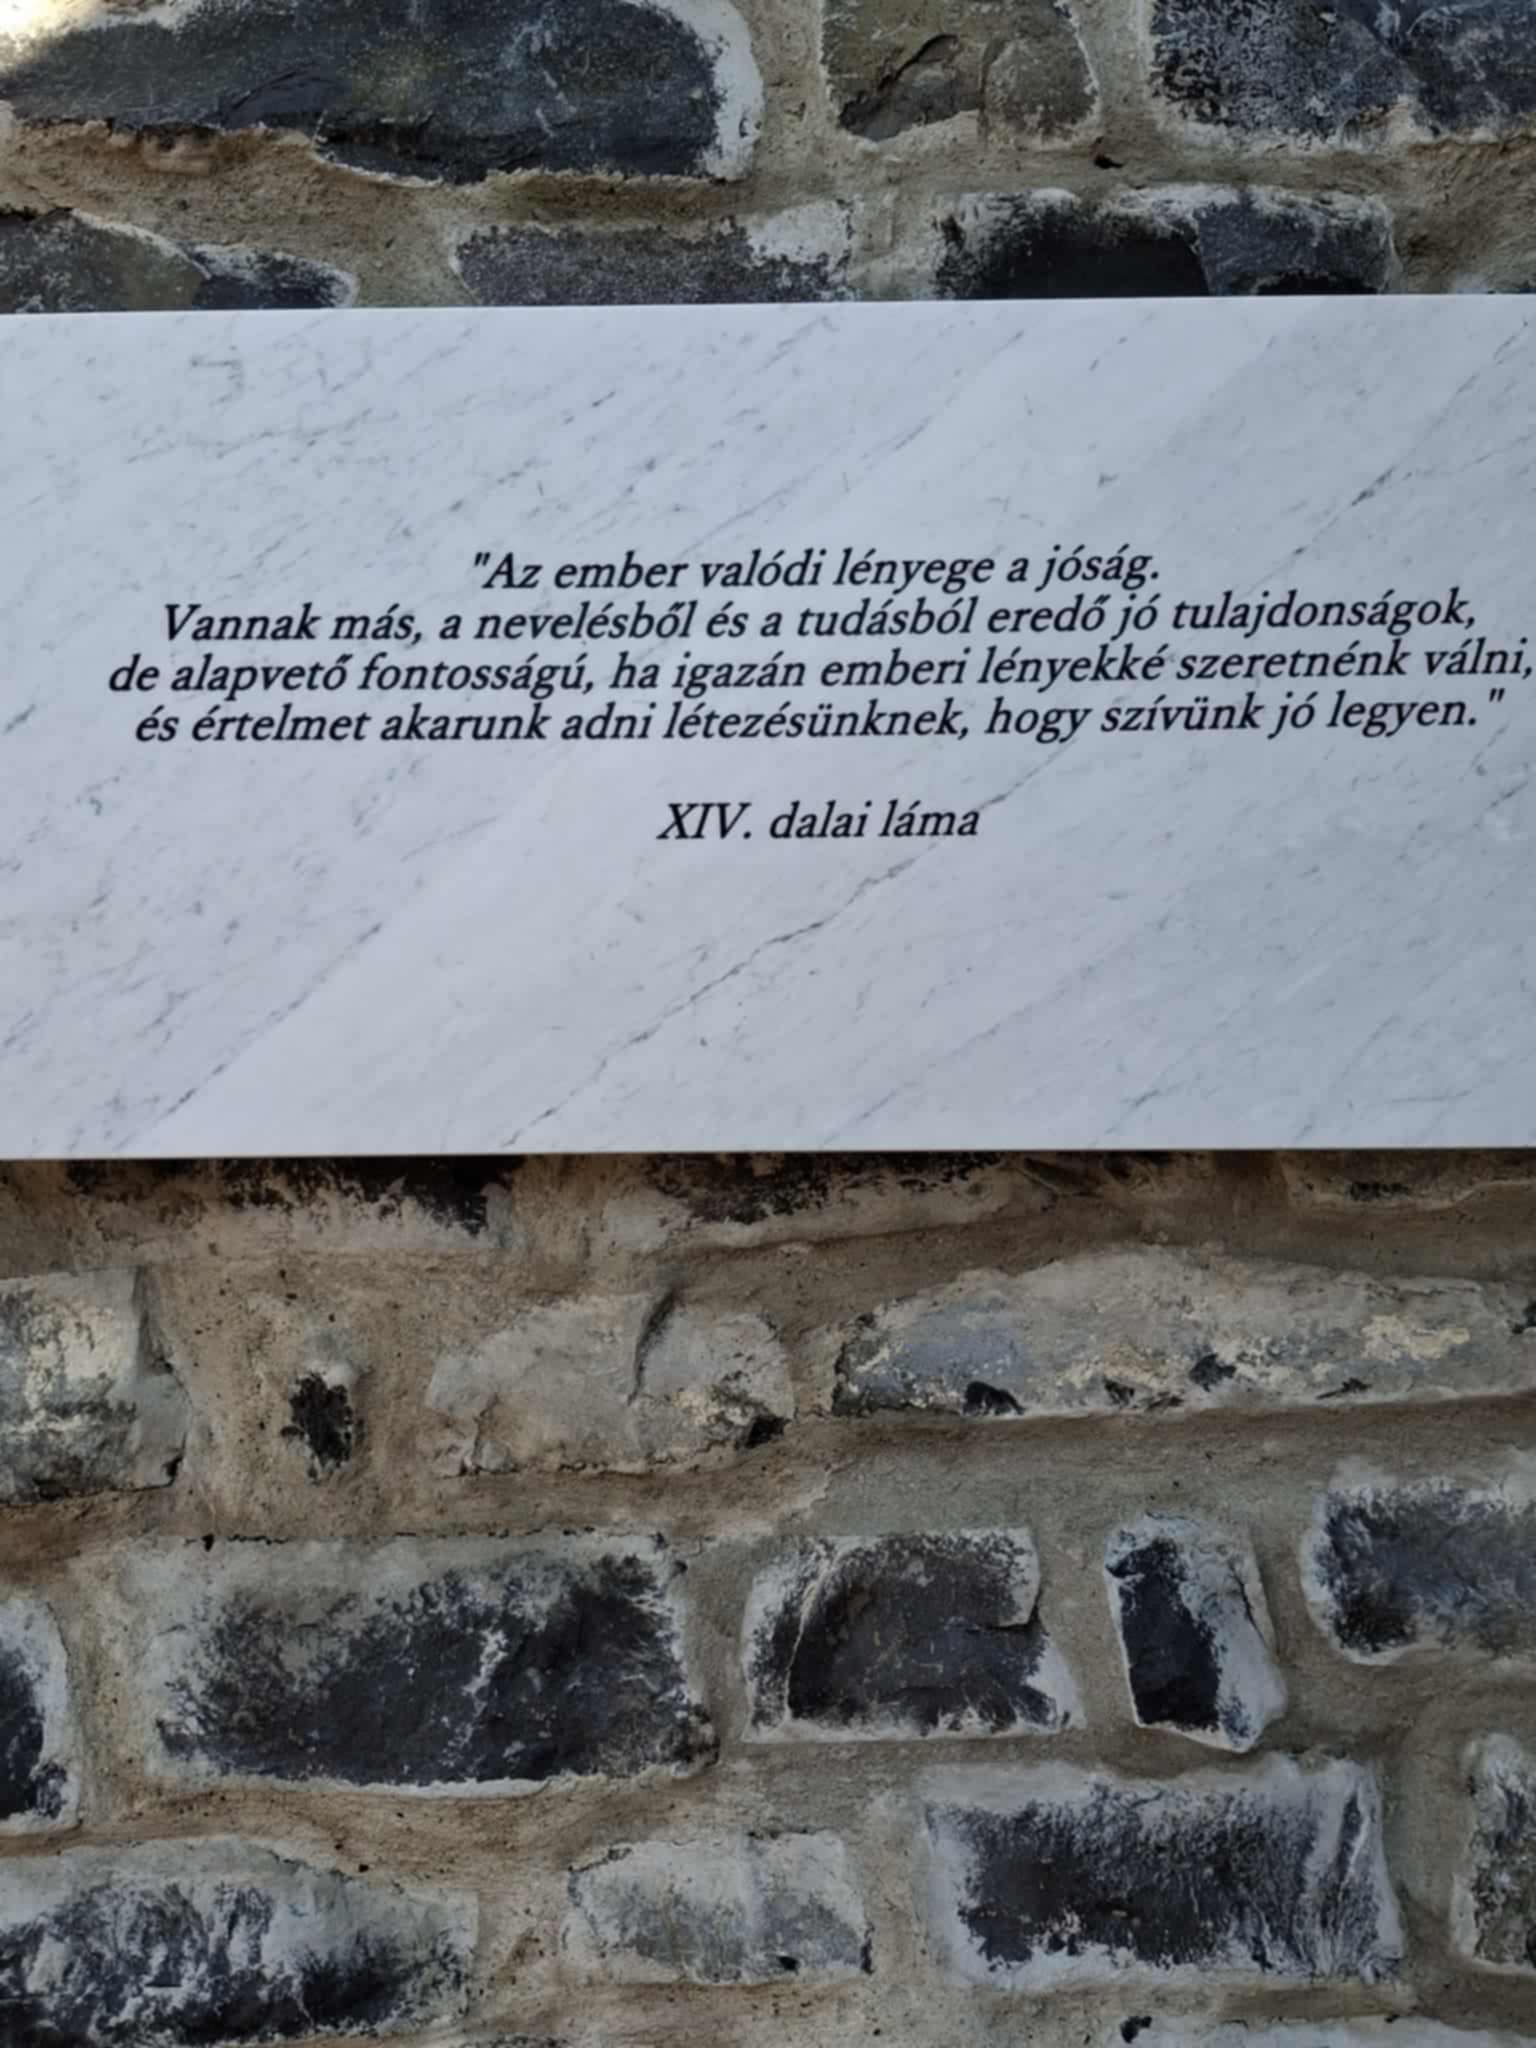 "Az ember valódi lényege a jóság.
Vannak más, a nevelésből és a tudásból eredő jó tulajdonságok,
de alapvető fontosságú, ha igazán emberi lényekké szeretnénk válni,
és értelmet akarunk adni létezésünknek, hogy szívünk jó legyen."
XIV. dalai láma